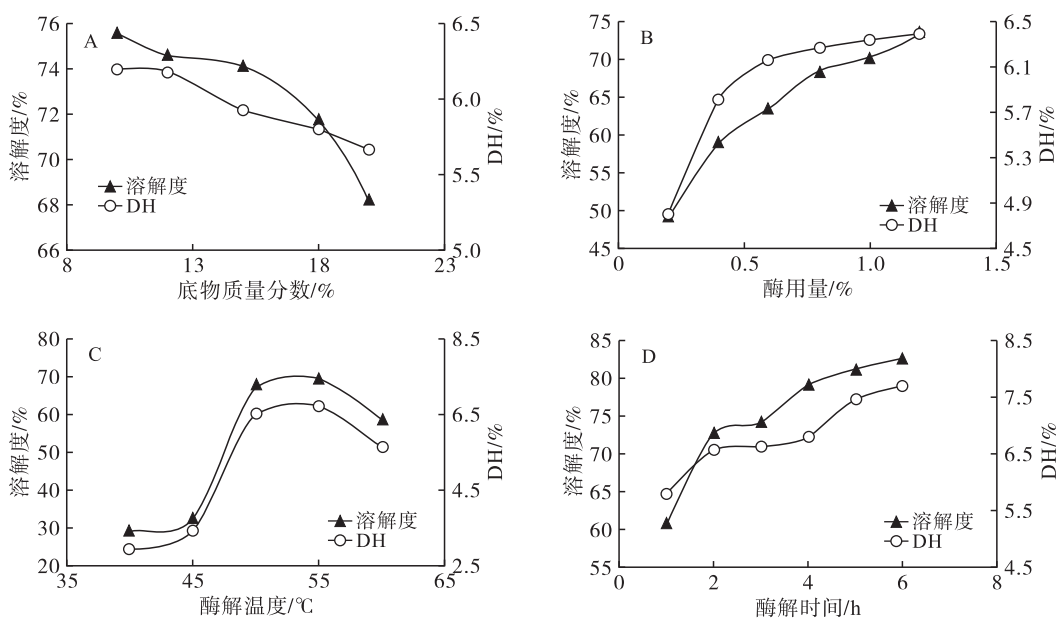 A
溶解度/%
76
74
72
70
68
66
DH/%
6.5
6.0
5.5
5.0
溶解度
DH
8
13
18
23
底物质量分数/%
B
溶解度/%
75
70
65
60
55
50
45
DH/%
6.5
6.1
5.7
5.3
4.9
4.5
溶解度
DH
0
0.5
1.0
1.5
酶用量/%
C
溶解度/%
80
70
60
50
40
30
20
DH/%
8.5
6.5
4.5
2.5
溶解度
DH
35
45
55
65
酶解温度/℃
D
溶解度/%
85
80
75
70
65
60
55
DH/%
8.5
7.5
6.5
5.5
4.5
溶解度
DH
0
2
4
6
8
酶解时间/h